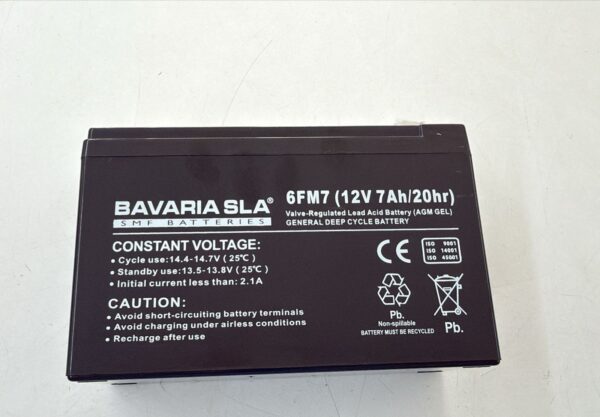 BAVARIA SLA®
SMF BATTERIES
6FM7 (12V 7Ah/20hr)
Valve-Regulated Lead Acid Battery (AGM GEL)
GENERAL DEEP CYCLE BATTERY
CONSTANT VOLTAGE:
• Cycle use:14.4-14.7V ( 25℃ )
• Standby use:13.5-13.8V ( 25℃ )
• Initial current less than: 2.1A
CE
ISO 9001
ISO 14001
ISO 45001
CAUTION:
• Avoid short-circuiting battery terminals
• Avoid charging under airless conditions
• Recharge after use
Pb.
Non-spillable
BATTERY MUST BE RECYCLED
Pb.